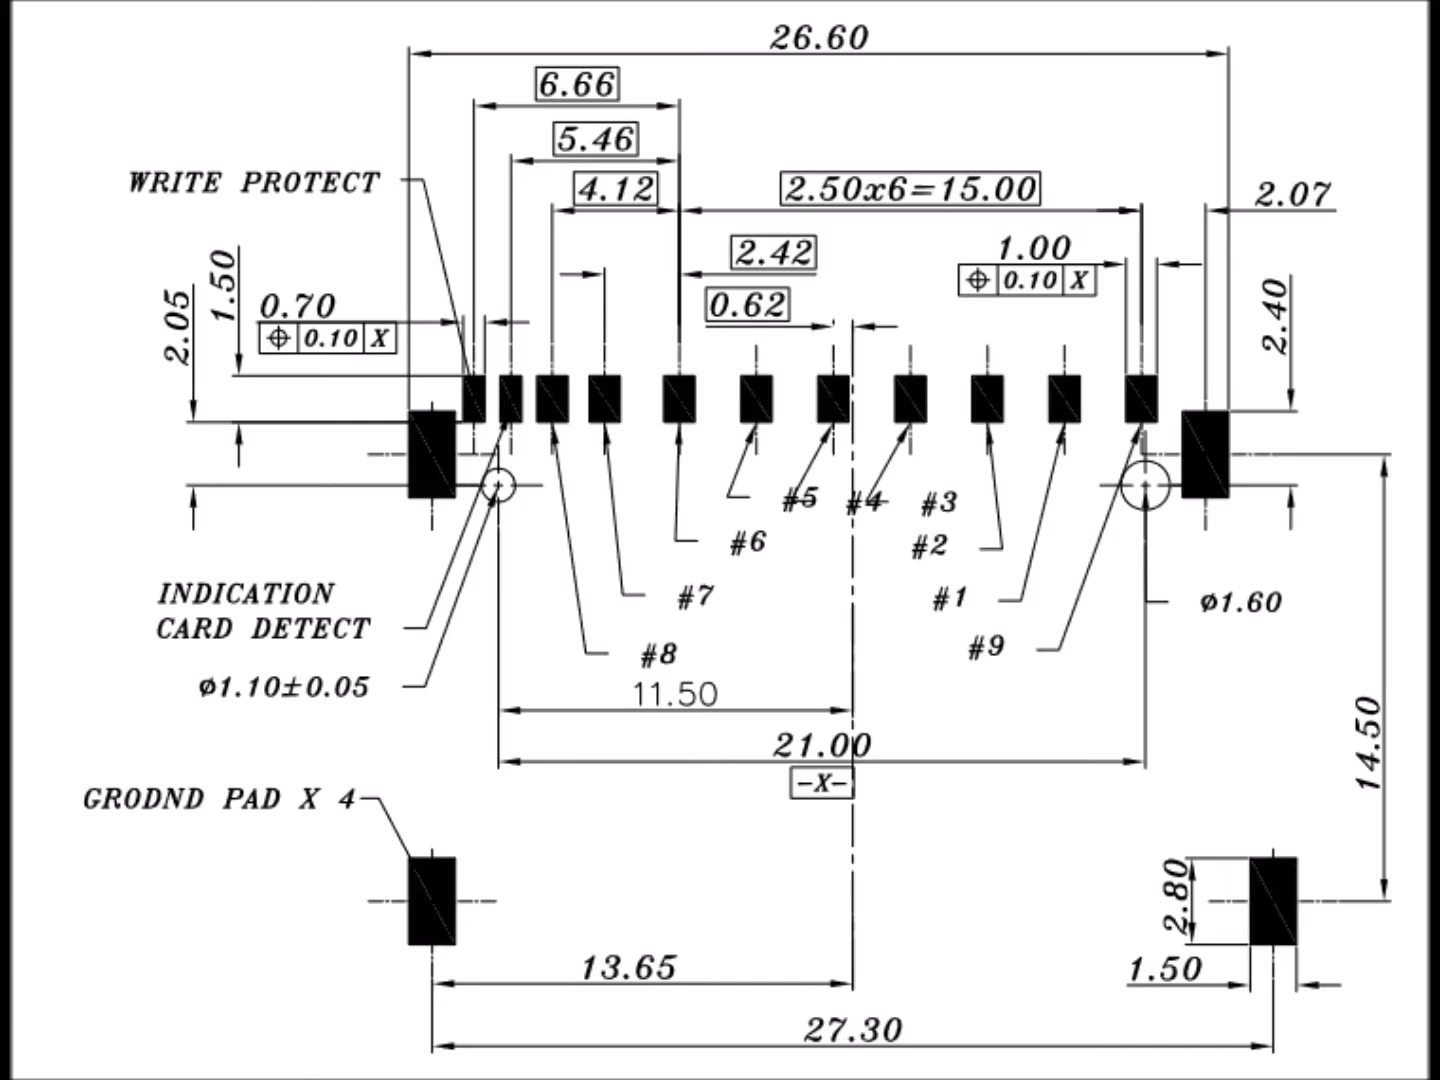 26.60
6.66
5.46
WRITE PROTECT
4.12
2.50x6=15.00
2.07
2.42
1.00
⌖ 0.10 X
0.62
1.50
2.05
0.70
⌖ 0.10 X
2.40
#5 #4 #3
#6 #2
#7 #1 ø1.60
#8 #9
INDICATION
CARD DETECT
ø1.10±0.05
11.50
21.00
-X-
14.50
GRODND PAD X 4
2.80
13.65
1.50
27.30